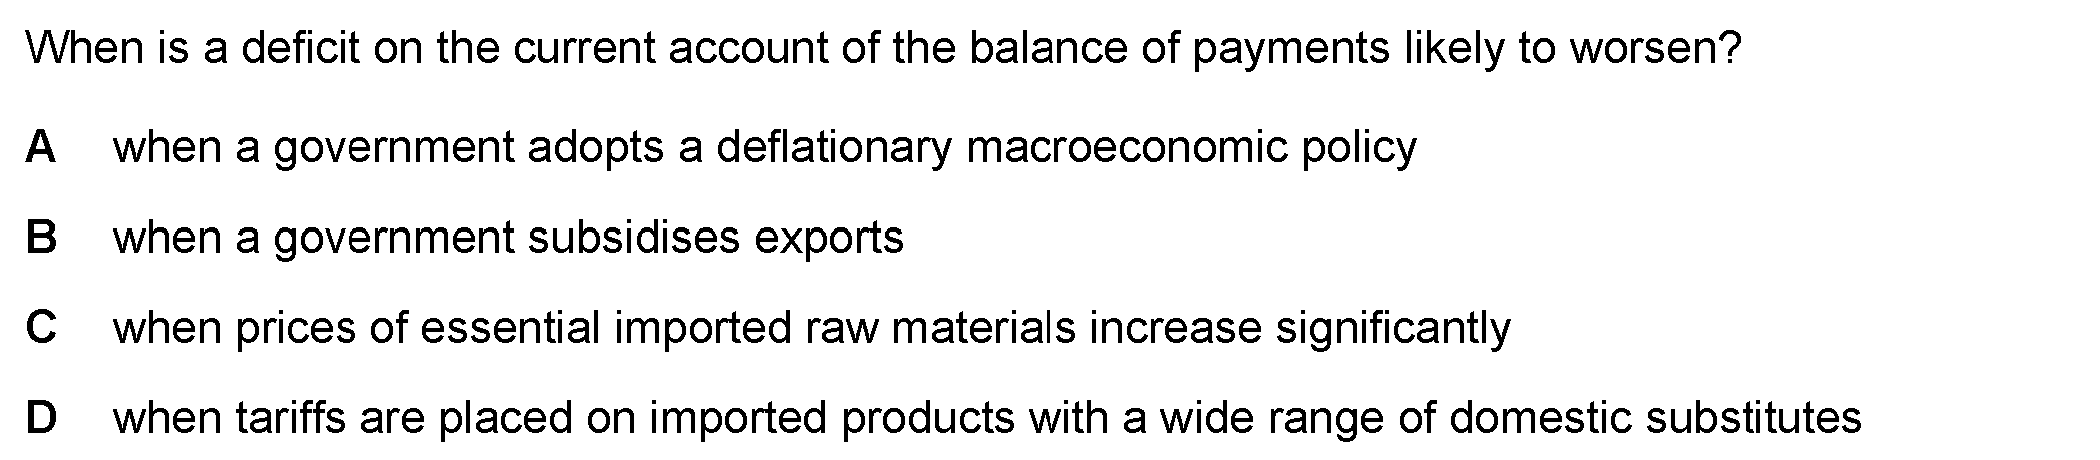 When is a deficit on the current account of the balance of payments likely to worsen?
A when a government adopts a deflationary macroeconomic policy
B when a government subsidises exports
C when prices of essential imported raw materials increase significantly
D when tariffs are placed on imported products with a wide range of domestic substitutes